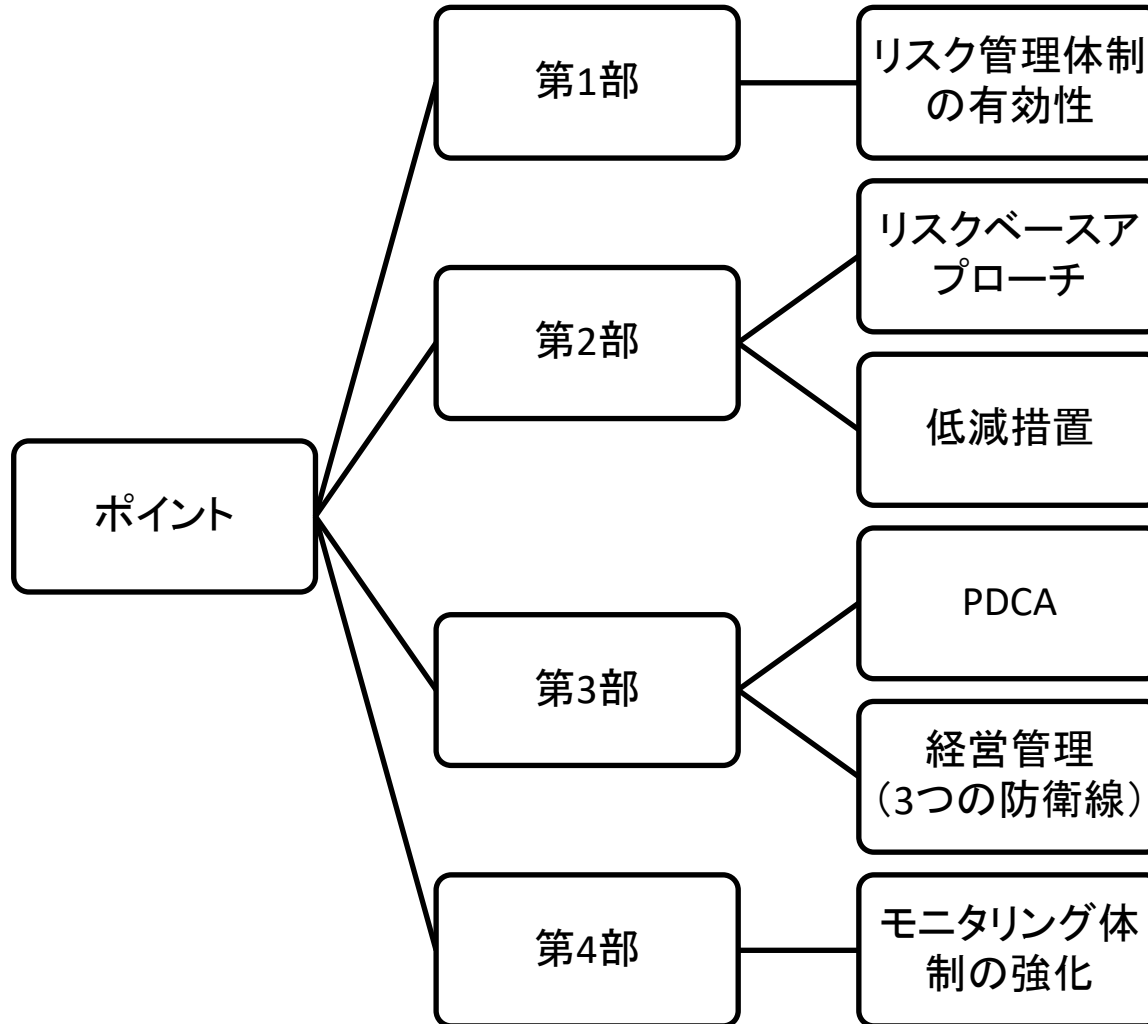 ポイント
第1部
リスク管理体制
の有効性
第2部
リスクベースア
プローチ
低減措置
第3部
PDCA
経営管理
（3つの防衛線）
第4部
モニタリング体
制の強化